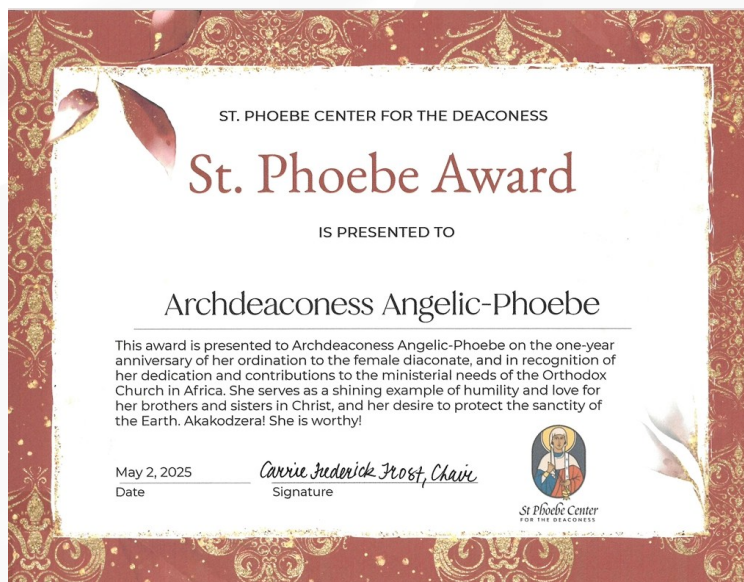 ST. PHOEBE CENTER FOR THE DEACONESS
St. Phoebe Award
IS PRESENTED TO
Archdeaconess Angelic-Phoebe
This award is presented to Archdeaconess Angelic-Phoebe on the one-year
anniversary of her ordination to the female diaconate, and in recognition of
her dedication and contributions to the ministerial needs of the Orthodox
Church in Africa. She serves as a shining example of humility and love for
her brothers and sisters in Christ, and her desire to protect the sanctity of
the Earth. Akakodzera! She is worthy!
May 2, 2025
Carrie Frederick Frost, Chair
Date
Signature
St Phoebe Center
FOR THE DEACONESS